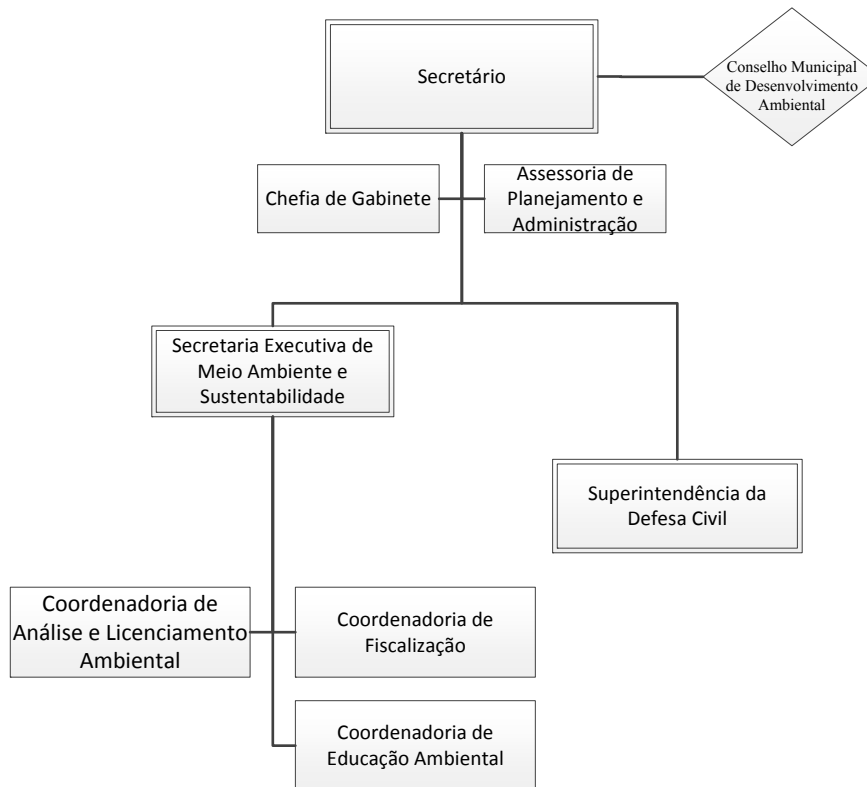 Secretário
Conselho Municipal
de Desenvolvimento
Ambiental
Chefia de Gabinete
Assessoria de
Planejamento e
Administração
Secretaria Executiva de
Meio Ambiente e
Sustentabilidade
Superintendência da
Defesa Civil
Coordenadoria de
Análise e Licenciamento
Ambiental
Coordenadoria de
Fiscalização
Coordenadoria de
Educação Ambiental